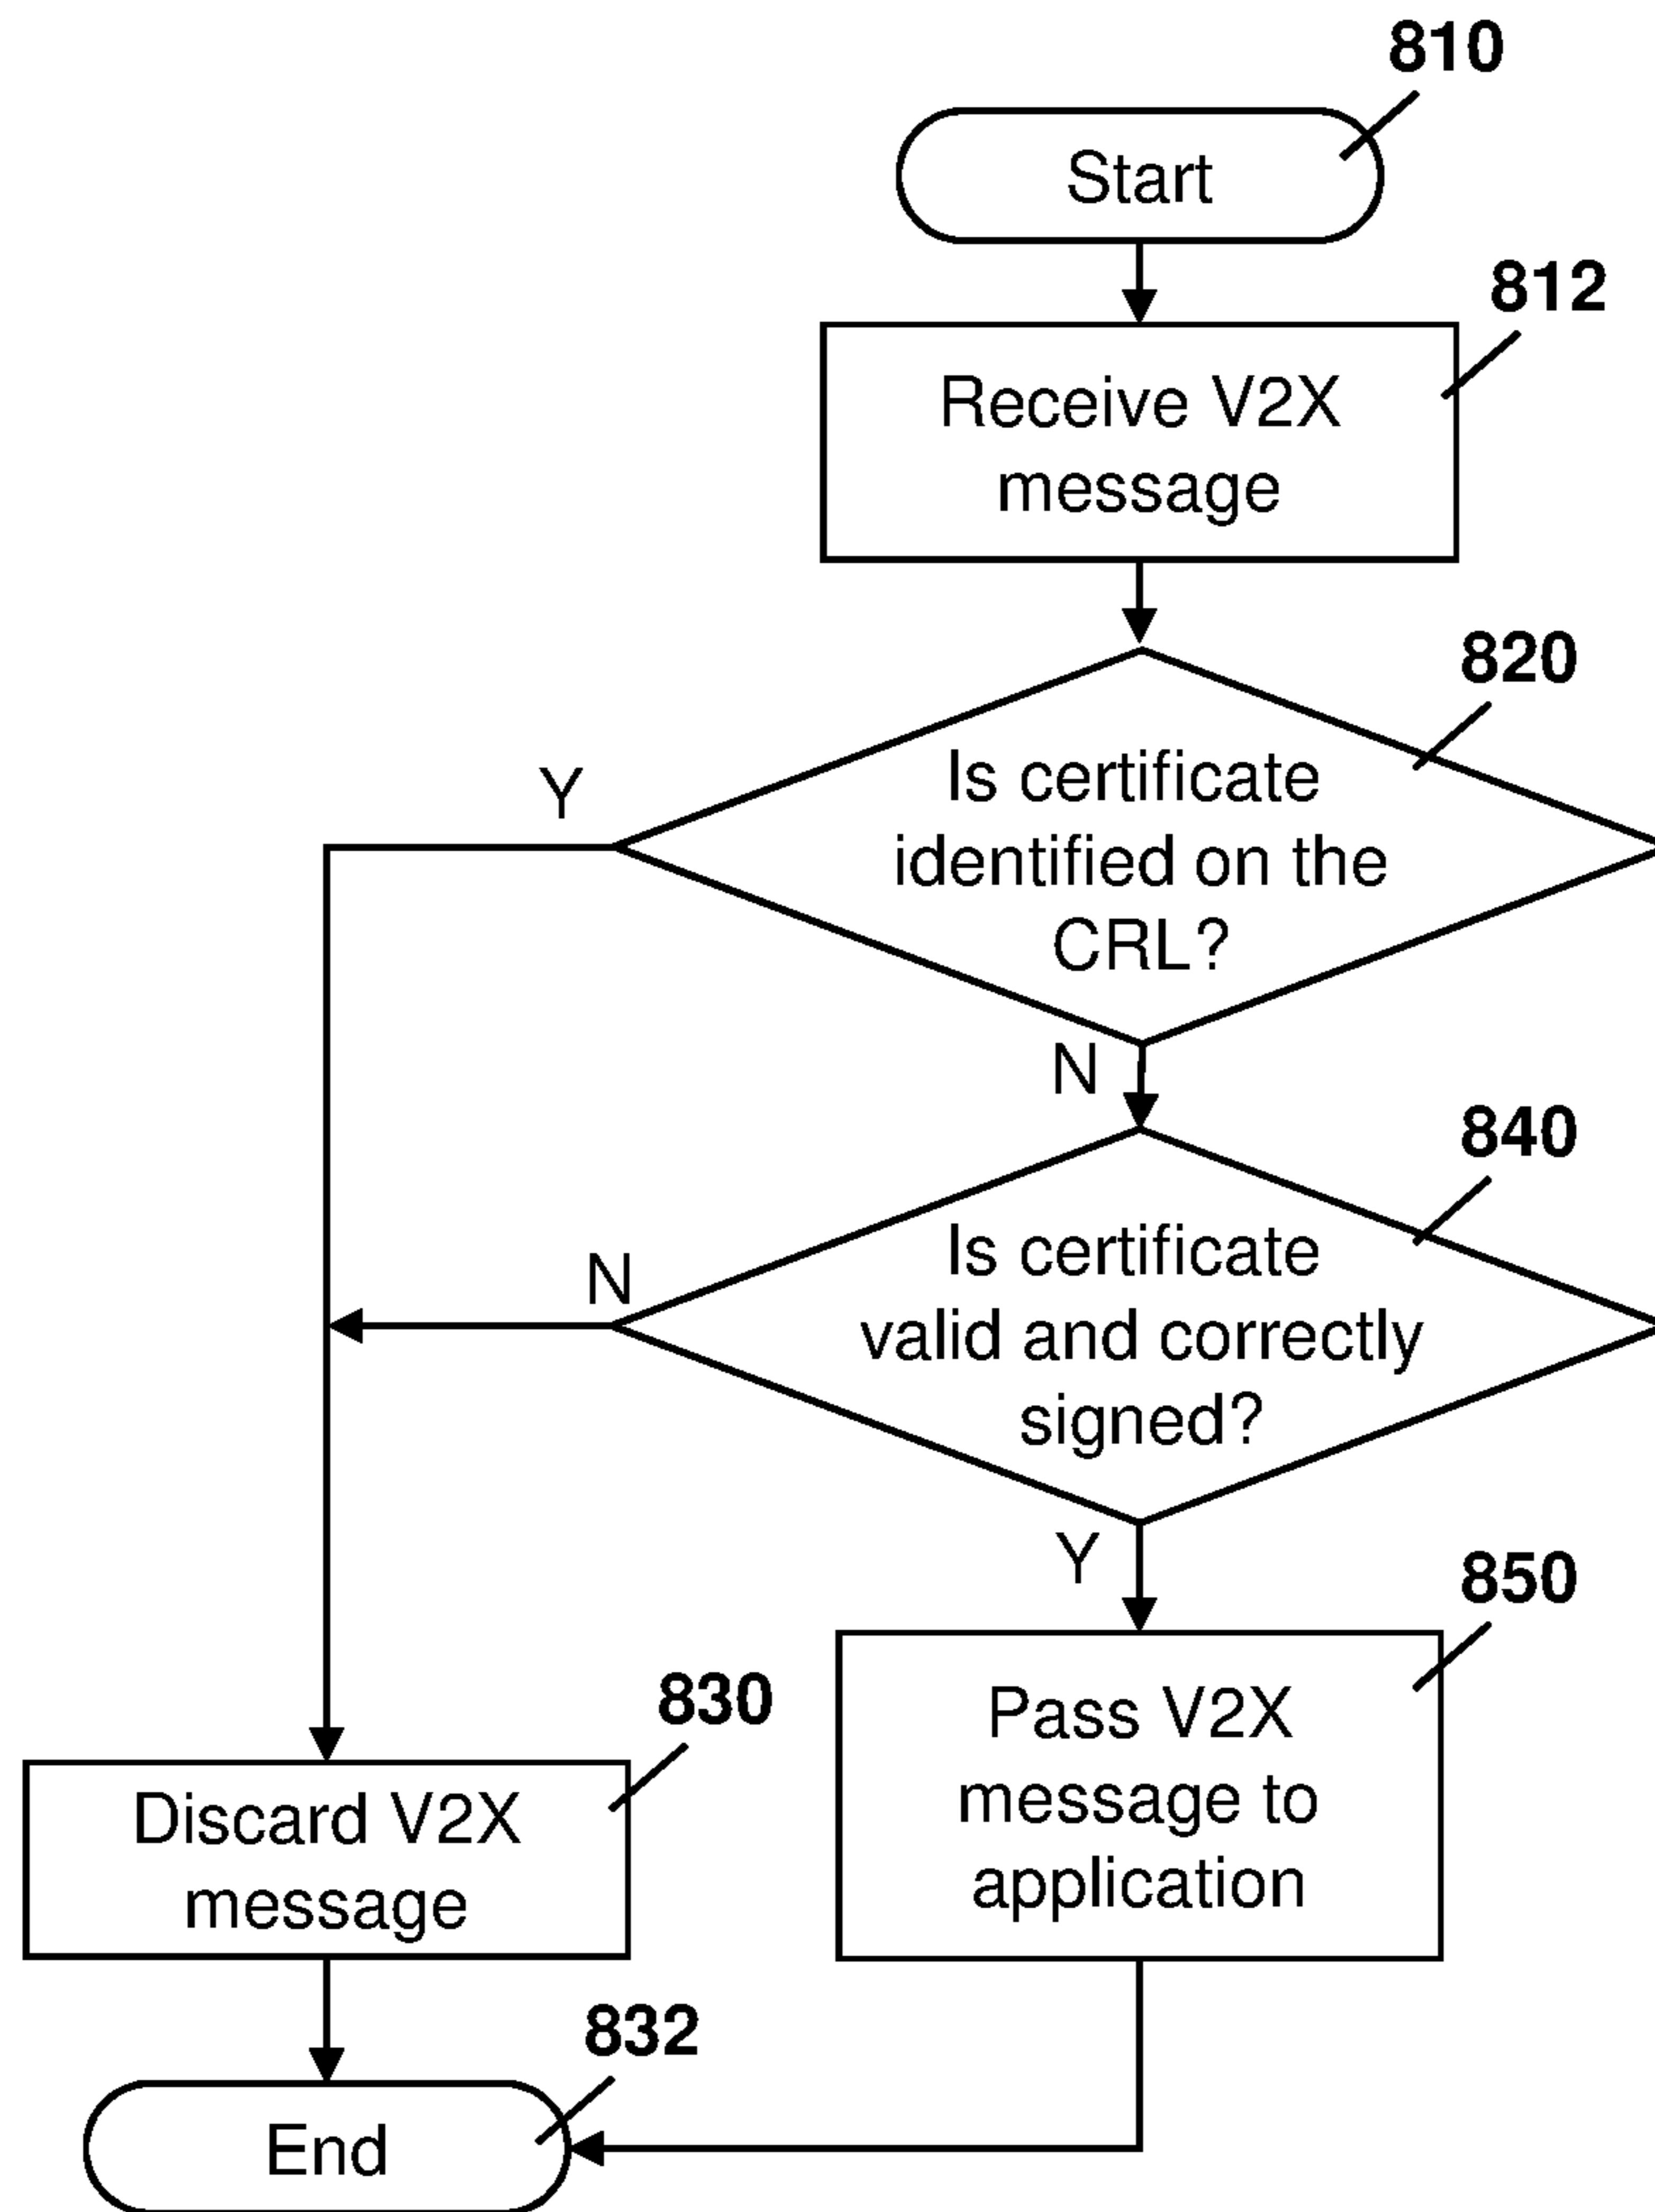 810
Start
812
Receive V2X
message
820
Is certificate
identified on the
CRL?
Y
N
840
Is certificate
valid and correctly
signed?
N
Y
850
Pass V2X
message to
application
830
Discard V2X
message
832
End